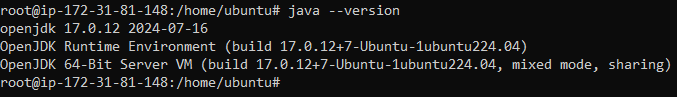 root@ip-172-31-81-148:/home/ubuntu# java --version
openjdk 17.0.12 2024-07-16
OpenJDK Runtime Environment (build 17.0.12+7-Ubuntu-1ubuntu224.04)
OpenJDK 64-Bit Server VM (build 17.0.12+7-Ubuntu-1ubuntu224.04, mixed mode, sharing)
root@ip-172-31-81-148:/home/ubuntu#